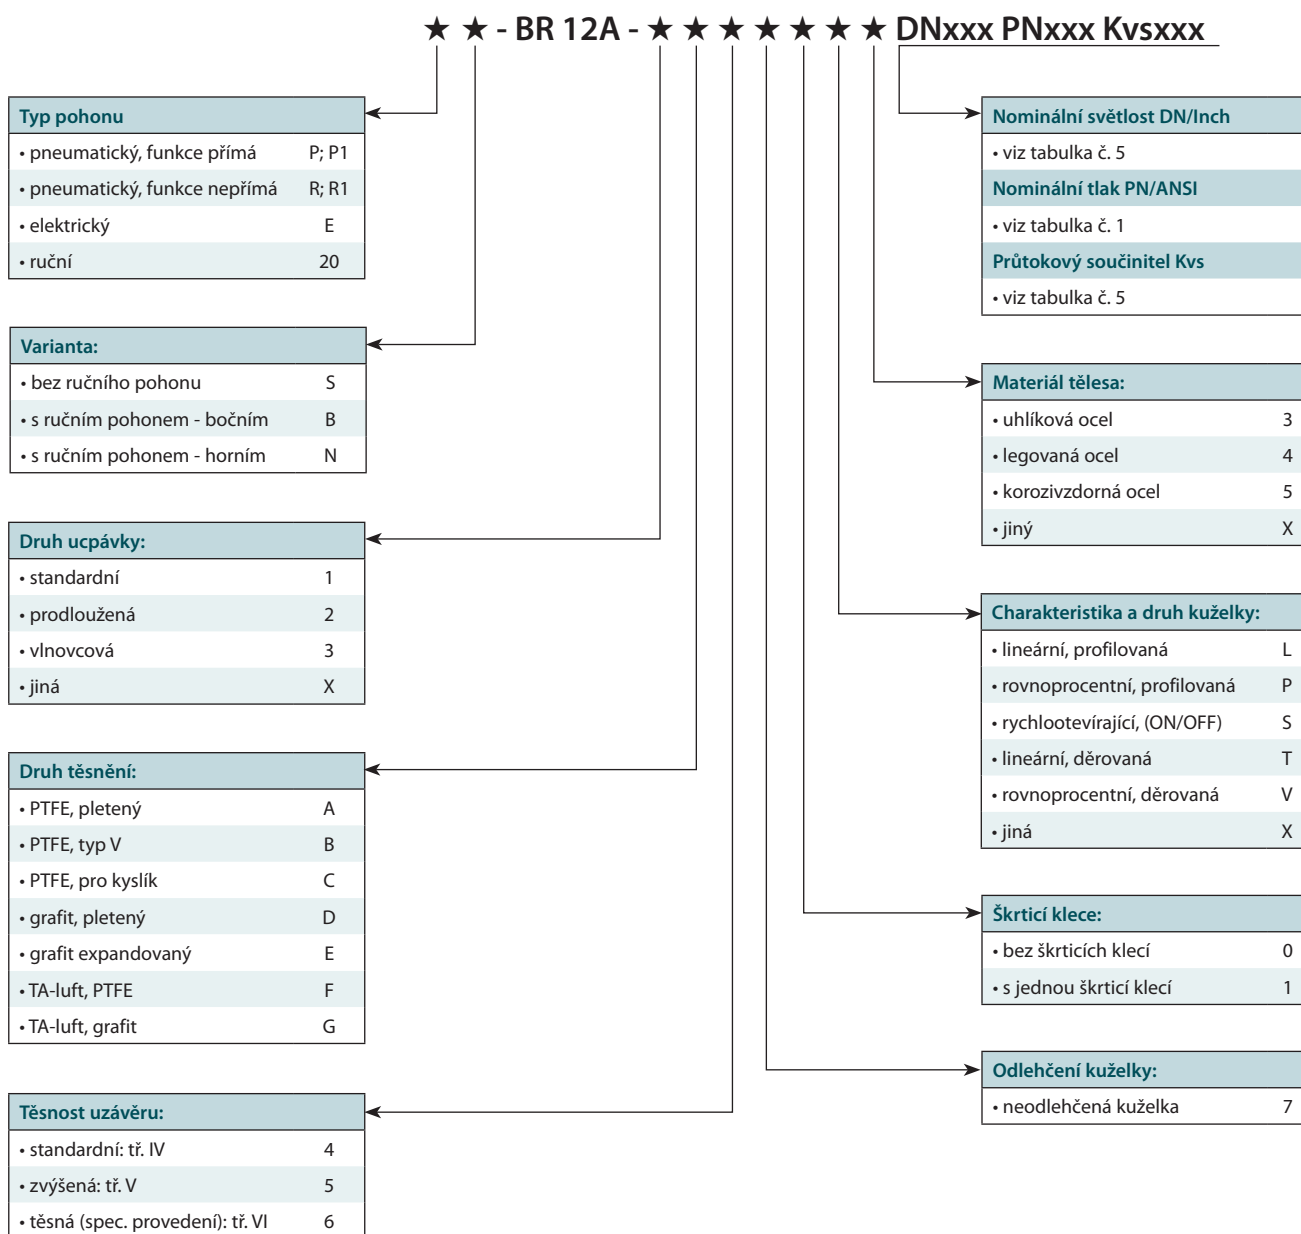 ★ ★ - BR 12A - ★ ★ ★ ★ ★ ★ ★ DNxxx PNxxx Kvsxxx
Typ pohonu
• pneumatický, funkce přímá P; P1
• pneumatický, funkce nepřímá R; R1
• elektrický E
• ruční 20
Varianta:
• bez ručního pohonu S
• s ručním pohonem - bočním B
• s ručním pohonem - horním N
Druh ucpávky:
• standardní 1
• prodloužená 2
• vlnovcová 3
• jiná X
Druh těsnění:
• PTFE, pletený A
• PTFE, typ V B
• PTFE, pro kyslík C
• grafit, pletený D
• grafit expandovaný E
• TA-luft, PTFE F
• TA-luft, grafit G
Těsnost uzávěru:
• standardní: tř. IV 4
• zvýšená: tř. V 5
• těsná (spec. provedení): tř. VI 6
Nominální světlost DN/Inch
• viz tabulka č. 5
Nominální tlak PN/ANSI
• viz tabulka č. 1
Průtokový součinitel Kvs
• viz tabulka č. 5
Materiál tělesa:
• uhlíková ocel 3
• legovaná ocel 4
• korozivzdorná ocel 5
• jiný X
Charakteristika a druh kuželky:
• lineární, profilovaná L
• rovnoprocentní, profilovaná P
• rychlootevírající, (ON/OFF) S
• lineární, děrovaná T
• rovnoprocentní, děrovaná V
• jiná X
Škrticí klece:
• bez škrticích klecí 0
• s jednou škrticí klecí 1
Odlehčení kuželky:
• neodlehčená kuželka 7